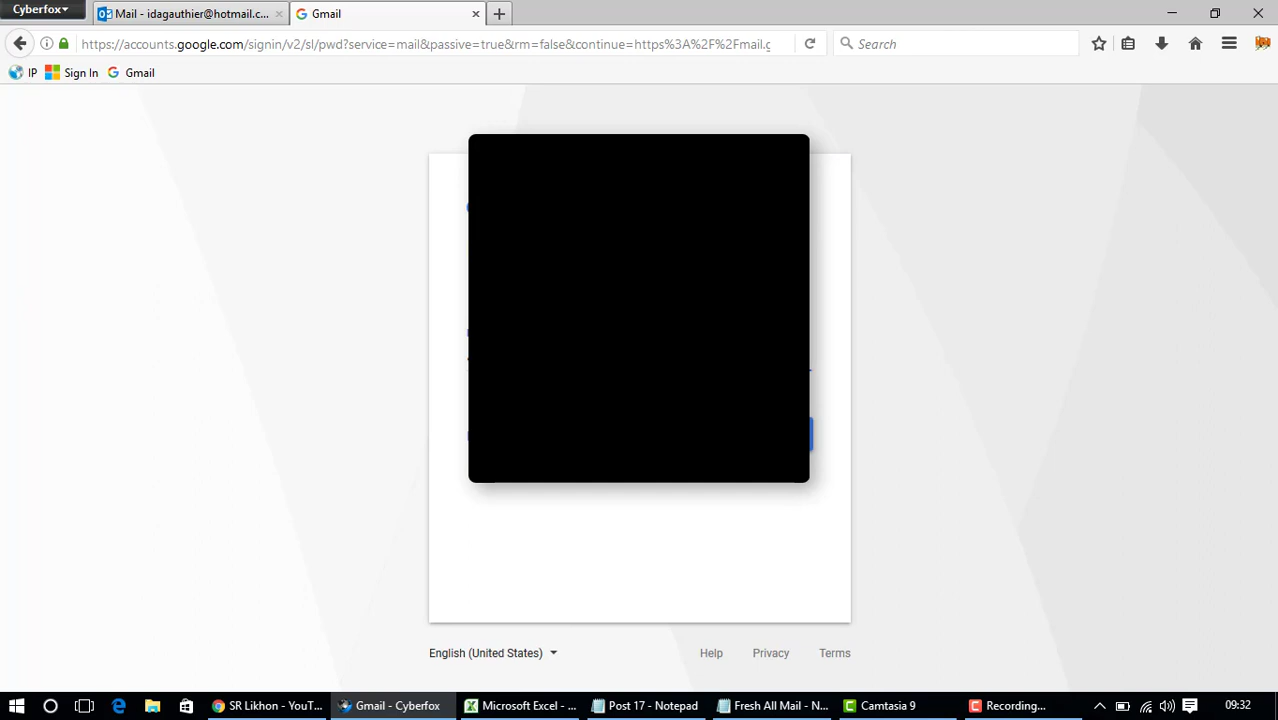 Cyberfox
Mail - idagauthier@hotmail.c...
Gmail
https://accounts.google.com/signin/v2/sl/pwd?service=mail&passive=true&rm=false&continue=https%3A%2F%2Fmail.g
Search
IP
Sign In
Gmail
English (United States)
Help
Privacy
Terms
SR Likhon - YouT...
Gmail - Cyberfox
Microsoft Excel - ...
Post 17 - Notepad
Fresh All Mail - N...
Camtasia 9
Recording...
09:32